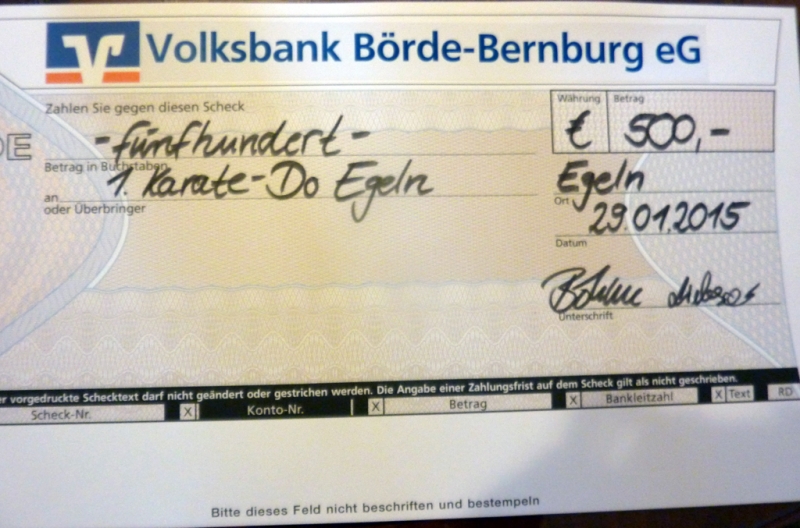 Volksbank Börde-Bernburg eG
Zahlen Sie gegen diesen Scheck
Währung Betrag
DE
-fünfhundert-
€ 500,-
Betrag in Buchstaben
1. Karate-Do Egeln
Egeln
an
oder Überbringer
Ort
29.01.2015
Datum
Unterschrift
r vorgedruckte Schecktext darf nicht geändert oder gestrichen werden. Die Angabe einer Zahlungsfrist auf dem Scheck gilt als nicht geschrieben.
Scheck-Nr. X Konto-Nr. X Betrag X Bankleitzahl X Text RD
Bitte dieses Feld nicht beschriften und bestempeln